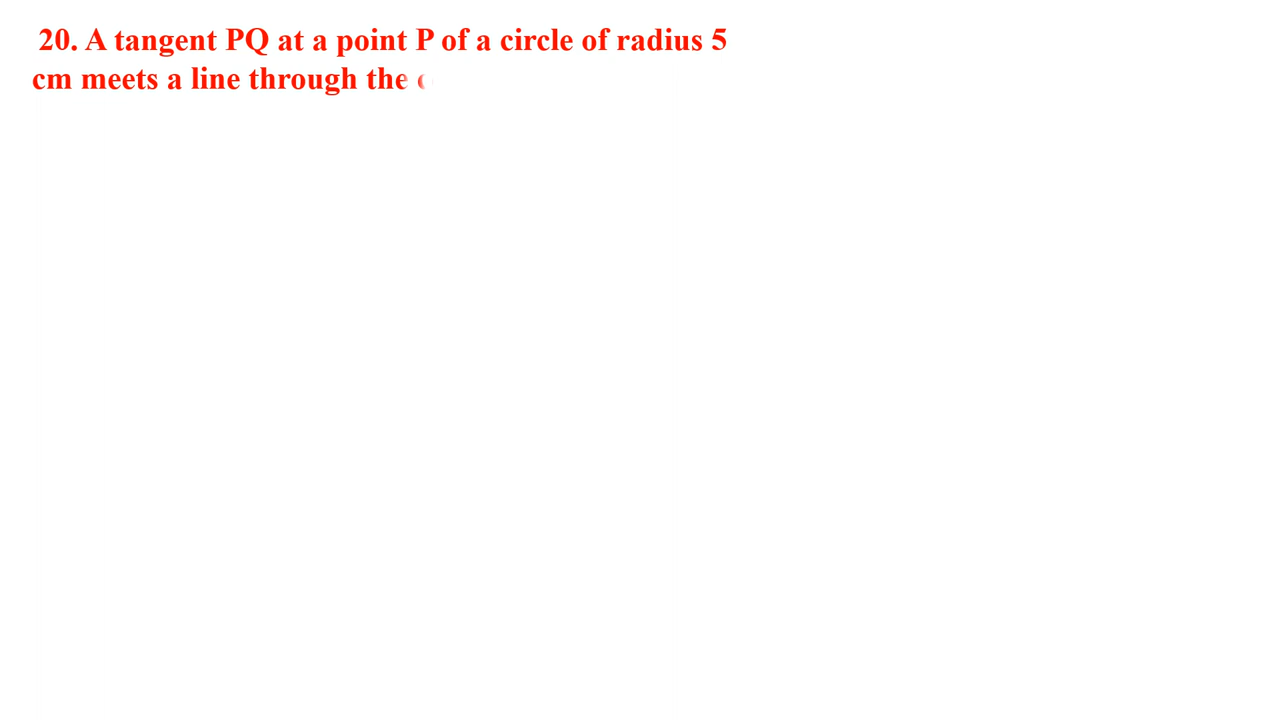 20. A tangent PQ at a point P of a circle of radius 5
cm meets a line through the